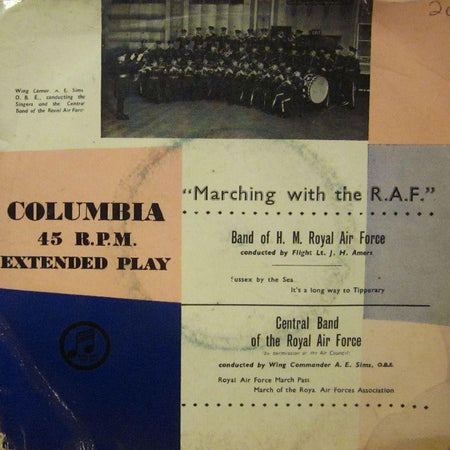 20
Wing Comdr. A. E. Sims
O. B. E., conducting the
Singers and the Central
Band of the Royal Air Force
COLUMBIA
45 R.P.M.
EXTENDED PLAY
"Marching with the R.A.F."
Band of H. M. Royal Air Force
conducted by Flight Lt. J. H. Amers
Sussex by the Sea
It's a long way to Tipperary
Central Band
of the Royal Air Force
(by permission of the Air Council)
conducted by Wing Commander A. E. Sims, O.B.E.
Royal Air Force March Past
March of the Royal Air Forces Association